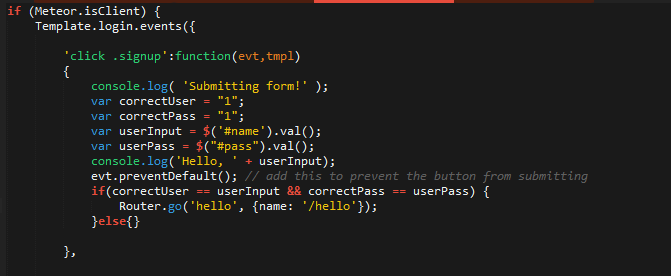 if (Meteor.isClient) {
    Template.login.events({
        'click .signup':function(evt,tmpl)
        {
            console.log( 'Submitting form!' );
            var correctUser = "1";
            var correctPass = "1";
            var userInput = $('#name').val();
            var userPass = $("#pass").val();
            console.log('Hello, ' + userInput);
            evt.preventDefault(); // add this to prevent the button from submitting
            if(correctUser == userInput && correctPass == userPass) {
                Router.go('hello', {name: '/hello'});
            }else{}
        },